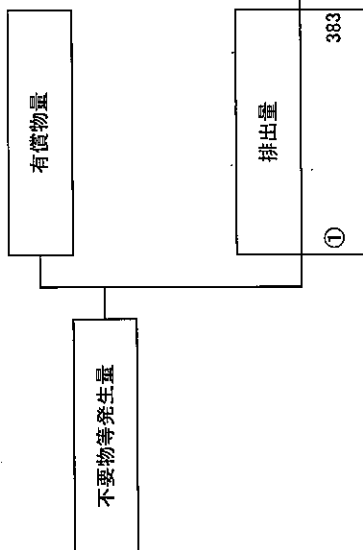 不要物等発生量
有償物量
排出量
① 383